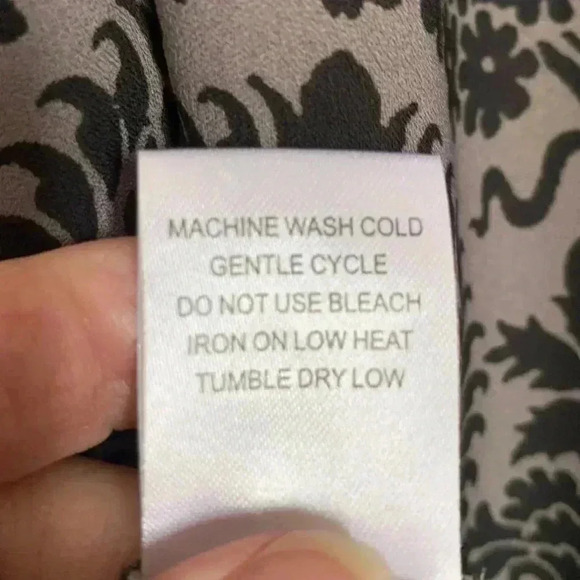 MACHINE WASH COLD
GENTLE CYCLE
DO NOT USE BLEACH
IRON ON LOW HEAT
TUMBLE DRY LOW